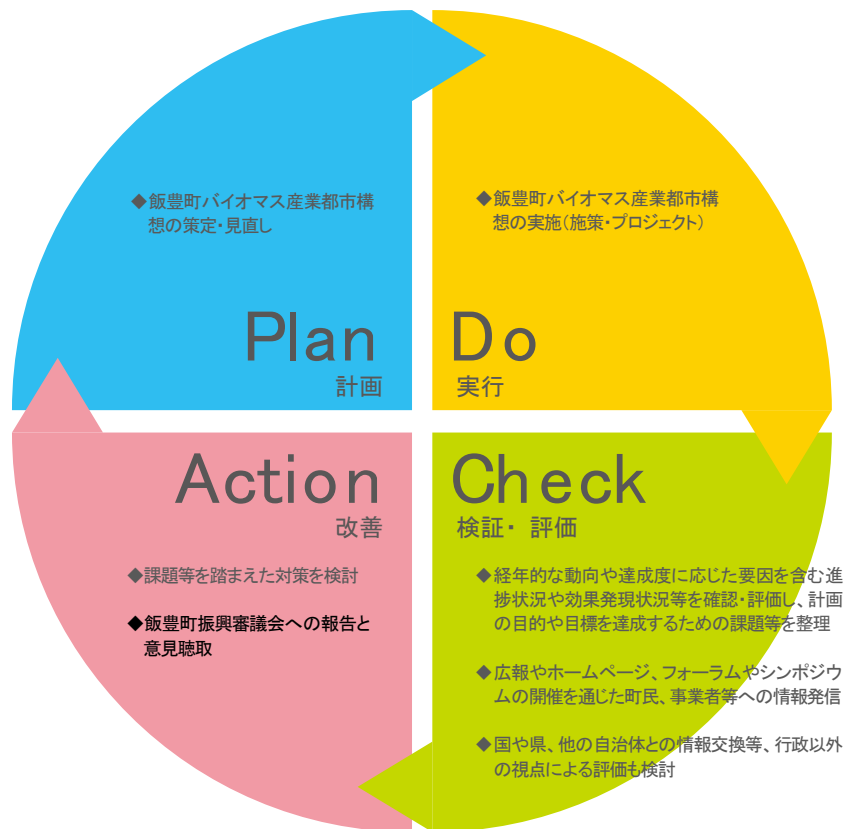 ◆飯豊町バイオマス産業都市構
想の策定・見直し
Plan
計画
◆飯豊町バイオマス産業都市構
想の実施(施策・プロジェクト)
Do
実行
Action
改善
◆課題等を踏まえた対策を検討
◆飯豊町振興審議会への報告と
意見聴取
Check
検証・ 評価
◆経年的な動向や達成度に応じた要因を含む進
捗状況や効果発現状況等を確認・評価し、計画
の目的や目標を達成するための課題等を整理
◆広報やホームページ、フォーラムやシンポジウ
ムの開催を通じた町民、事業者等への情報発信
◆国や県、他の自治体との情報交換等、行政以外
の視点による評価も検討